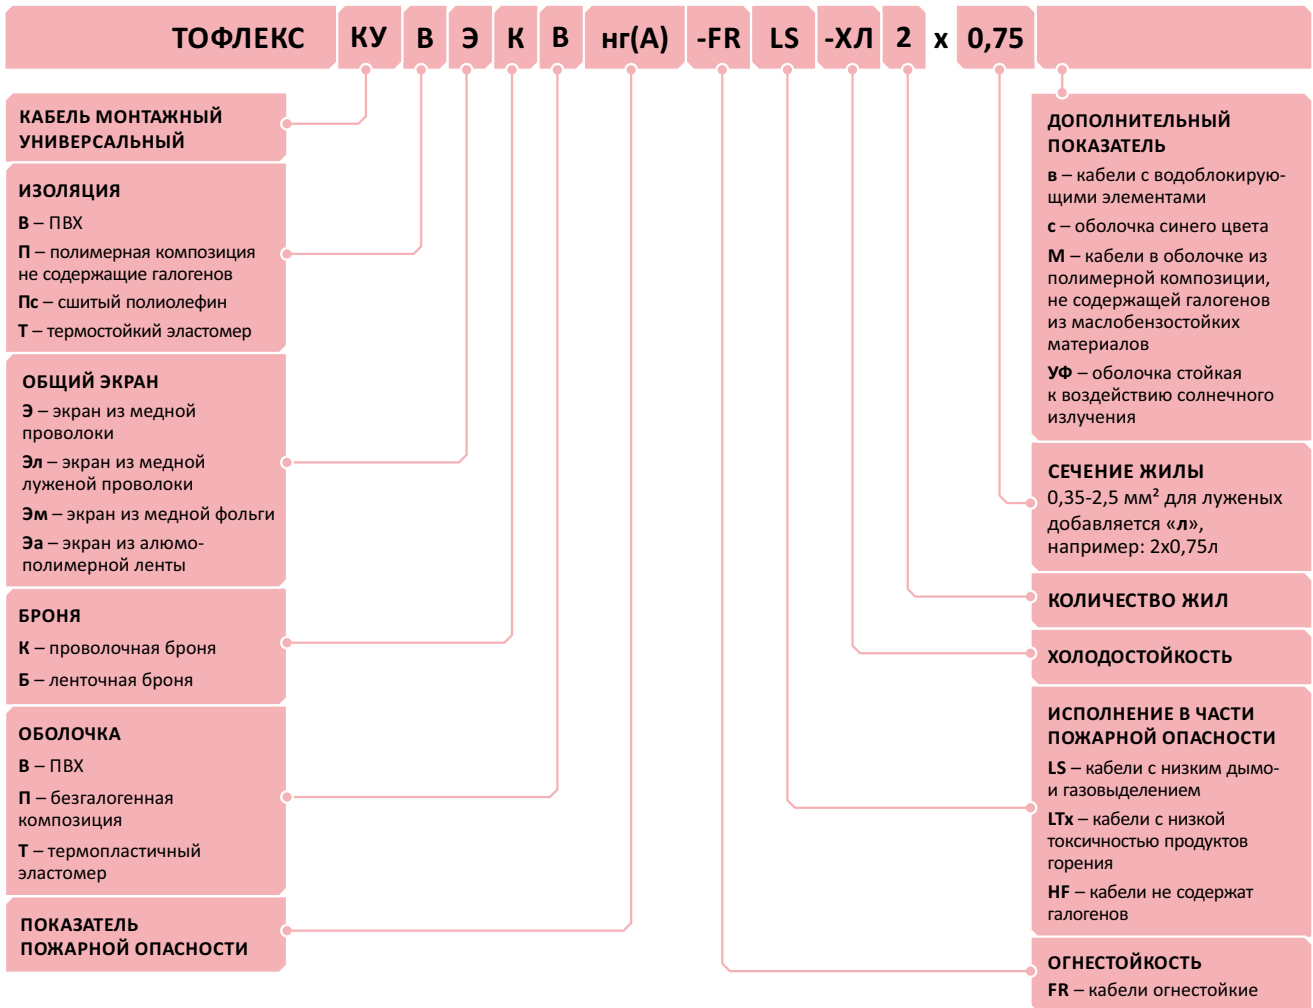 ТОФЛЕКС КУ В Э К В нг(А) -FR LS -ХЛ 2 х 0,75
КАБЕЛЬ МОНТАЖНЫЙ
УНИВЕРСАЛЬНЫЙ
ИЗОЛЯЦИЯ
В – ПВХ
П – полимерная композиция
не содержащие галогенов
Пс – сшитый полиолефин
Т – термостойкий эластомер
ОБЩИЙ ЭКРАН
Э – экран из медной
проволоки
Эл – экран из медной
луженой проволоки
Эм – экран из медной фольги
Эа – экран из алюмо-
полимерной ленты
БРОНЯ
К – проволочная броня
Б – ленточная броня
ОБОЛОЧКА
В – ПВХ
П – безгалогенная
композиция
Т – термопластичный
эластомер
ПОКАЗАТЕЛЬ
ПОЖАРНОЙ ОПАСНОСТИ
ДОПОЛНИТЕЛЬНЫЙ
ПОКАЗАТЕЛЬ
в – кабели с водоблокирую-
щими элементами
с – оболочка синего цвета
М – кабели в оболочке из
полимерной композиции,
не содержащей галогенов
из маслобензостойких
материалов
УФ – оболочка стойкая
к воздействию солнечного
излучения
СЕЧЕНИЕ ЖИЛЫ
0,35-2,5 мм² для луженых
добавляется «л»,
например: 2х0,75л
КОЛИЧЕСТВО ЖИЛ
ХОЛОДОСТОЙКОСТЬ
ИСПОЛНЕНИЕ В ЧАСТИ
ПОЖАРНОЙ ОПАСНОСТИ
LS – кабели с низким дымо-
и газовыделением
LTx – кабели с низкой
токсичностью продуктов
горения
HF – кабели не содержат
галогенов
ОГНЕСТОЙКОСТЬ
FR – кабели огнестойкие